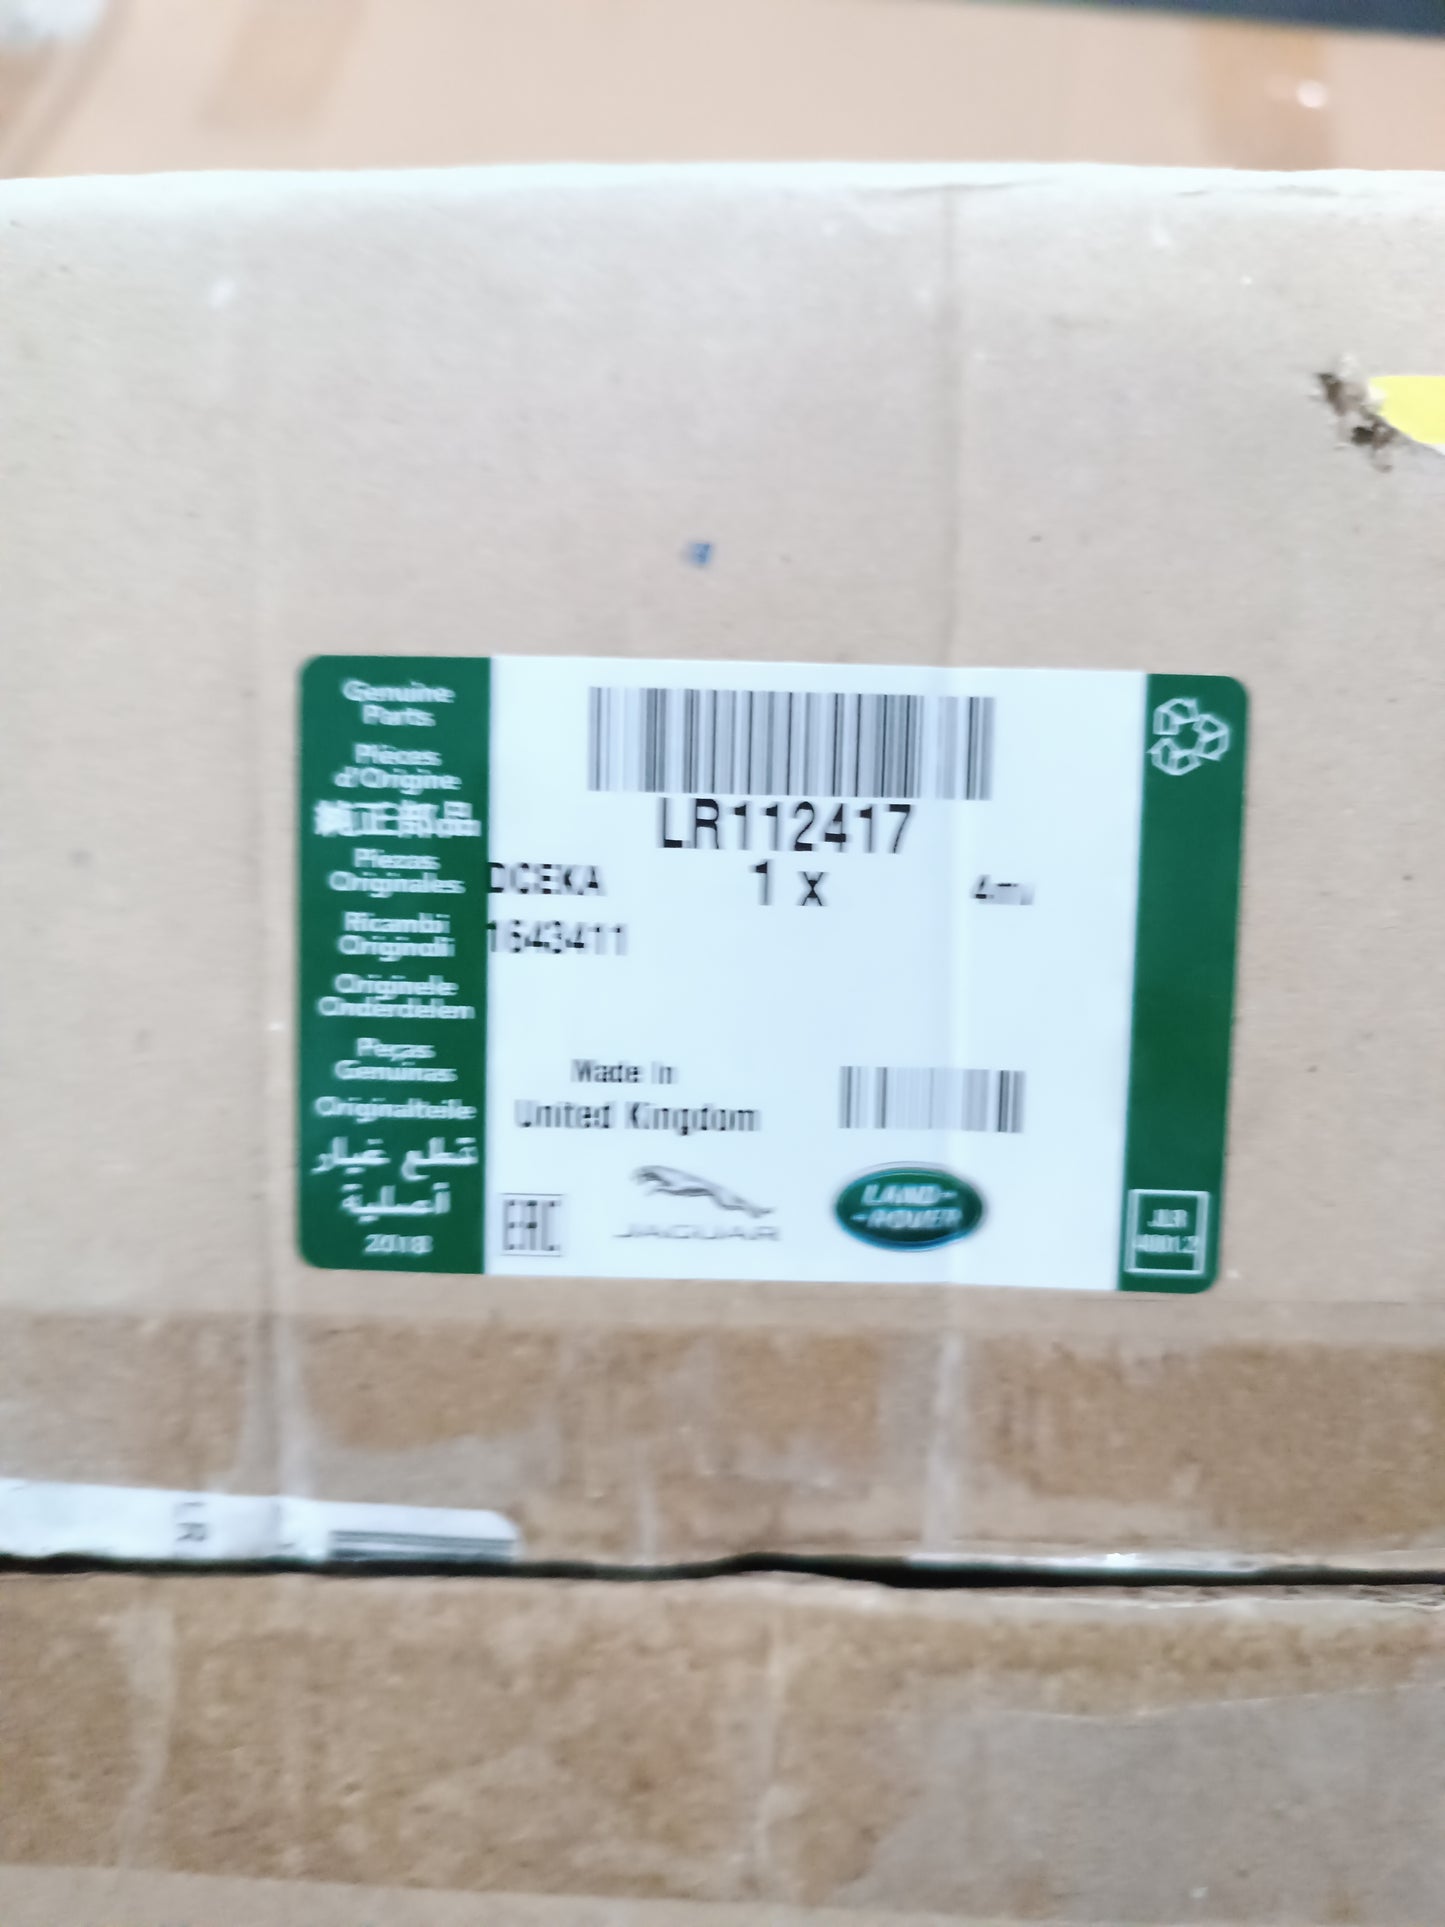 Genuine
Parts
Pièces
d'Origine
純正部品
Piezas
Originales
Ricambi
Originali
Originele
Onderdelen
Peças
Genuínas
Originalteile
قطع غيار
أصلية
2018
LR112417
DCEKA 1 x
1643411
Made In
United Kingdom
EAC
JAGUAR
LAND-
-ROVER
JLR